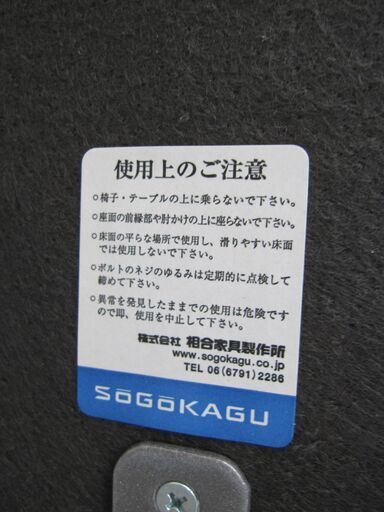 使用上のご注意
○椅子・テーブルの上に乗らないで下さい。
○座面の前縁部や肘かけの上に座らないで下さい。
○床面の平らな場所で使用し、滑りやすい床面
では使用しないで下さい。
○ボルトのネジのゆるみは定期的に点検して
締めて下さい。
○異常を発見したままでの使用は危険です
ので即、使用を中止して下さい。
株式会社 相合家具製作所
www.sogokagu.co.jp
TEL 06(6791)2286
SōGōKAGU